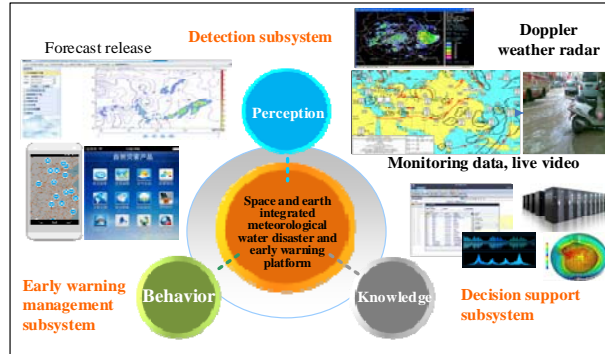 Forecast release
Detection subsystem
Doppler
weather radar
Perception
Monitoring data, live video
Space and earth
integrated
meteorological
water disaster and
early warning
platform
Early warning
management
subsystem
Behavior
Knowledge
Decision support
subsystem